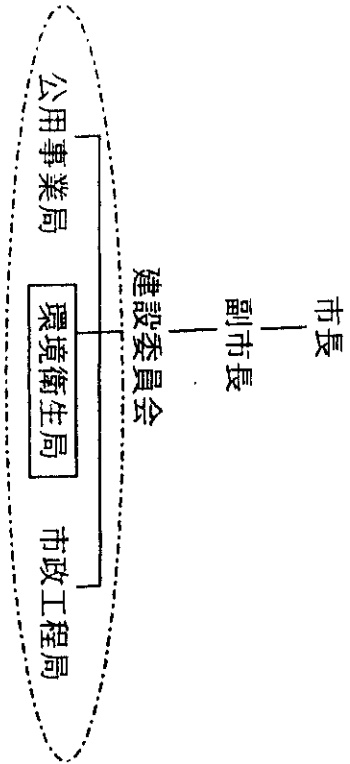 市長
副市長
建設委員会
公用事業局
環境衛生局
市政工程局